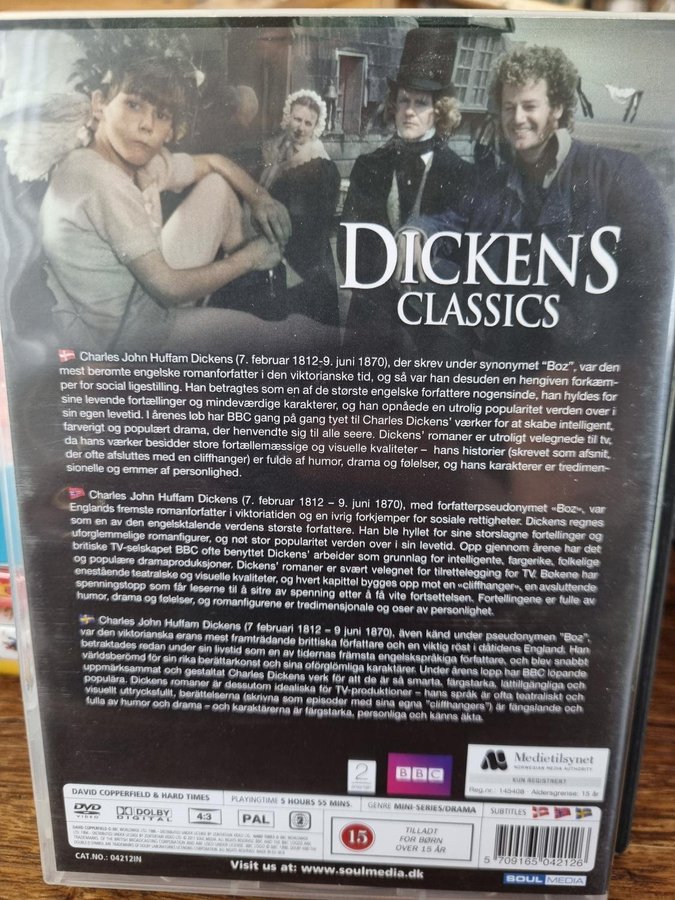 DICKENS
CLASSICS
Charles John Huffam Dickens (7. februar 1812-9. juni 1870), der skrev under synonymet "Boz", var den
mest berømte engelske romanforfatter i den viktorianske tid, og så var han desuden en hengiven forkæm-
per for social ligestilling. Han betragtes som en af de største engelske forfattere nogensinde, han hyldes for
sine levende fortællinger og mindeværdige karakterer, og han opnåede en utrolig popularitet verden over i
sin egen levetid. I årenes løb har BBC gang på gang tyet til Charles Dickens' værker for at skabe intelligent,
farverigt og populært drama, der henvendte sig til alle seere. Dickens' romaner er utroligt velegnede til tv,
da hans værker besidder store fortællemæssige og visuelle kvaliteter – hans historier (skrevet som afsnit,
der ofte afsluttes med en cliffhanger) er fulde af humor, drama og følelser, og hans karakterer er tredimen-
sionelle og emmer af personlighed.
Charles John Huffam Dickens (7. februar 1812 – 9. juni 1870), med forfatterpseudonymet «Boz», var
Englands fremste romanforfatter i viktoriatiden og en ivrig forkjemper for sosiale rettigheter. Dickens regnes
som en av den engelsktalende verdens største forfattere. Han ble hyllet for sine storslagne fortellinger og
uforglemmelige romanfigurer, og nøt stor popularitet verden over i sin levetid. Opp gjennom årene har det
britiske TV-selskapet BBC ofte benyttet Dickens' arbeider som grunnlag for intelligente, fargerike, folkelige
og populære dramaproduksjoner. Dickens' romaner er svært velegnet for tilrettelegging for TV. Bøkene har
enestående teatralske og visuelle kvaliteter, og hvert kapittel bygges opp mot en «cliffhanger», en avsluttende
spenningstopp som får leserne til å sitre av spenning etter å få vite fortsettelsen. Fortellingene er fulle av
humor, drama og følelser, og romanfigurene er tredimensjonale og oser av personlighet.
Charles John Huffam Dickens (7 februari 1812 – 9 juni 1870), även känd under pseudonymen "Boz",
var den viktorianska erans mest framträdande brittiska författare och en viktig röst i dåtidens England. Han
betraktades redan under sin livstid som en av tidernas främsta engelskspråkiga författare, och blev snabbt
världsberömd för sin rika berättarkonst och sina oförglömliga karaktärer. Under årens lopp har BBC löpande
uppmärksammat och gestaltat Charles Dickens verk för att de är så smarta, färgstarka, lättillgängliga och
populära. Dickens romaner är dessutom idealiska för TV-produktioner – hans språk är ofta teatraliskt och
visuellt uttrycksfullt, berättelserna (skrivna som episoder med sina egna "cliffhangers") är fängslande och
fulla av humor och drama – och karaktärerna är färgstarka, personliga och känns äkta.
2
BBC
Medietilsynet
NORWEGIAN MEDIA AUTHORITY
KUN REGISTRERT
Reg.nr.: 145408 Aldersgrense: 15 år
DAVID COPPERFIELD & HARD TIMES
PLAYINGTIME 5 HOURS 55 MINS.
GENRE MINI-SERIES/DRAMA
SUBTITLES
DVD VIDEO
DOLBY DIGITAL
4:3
PAL
2
15
TILLADT
FOR BØRN
OVER 15 ÅR
5 709165 042126
CAT.NO.: 04212IN
Visit us at: www.soulmedia.dk
SOUL MEDIA